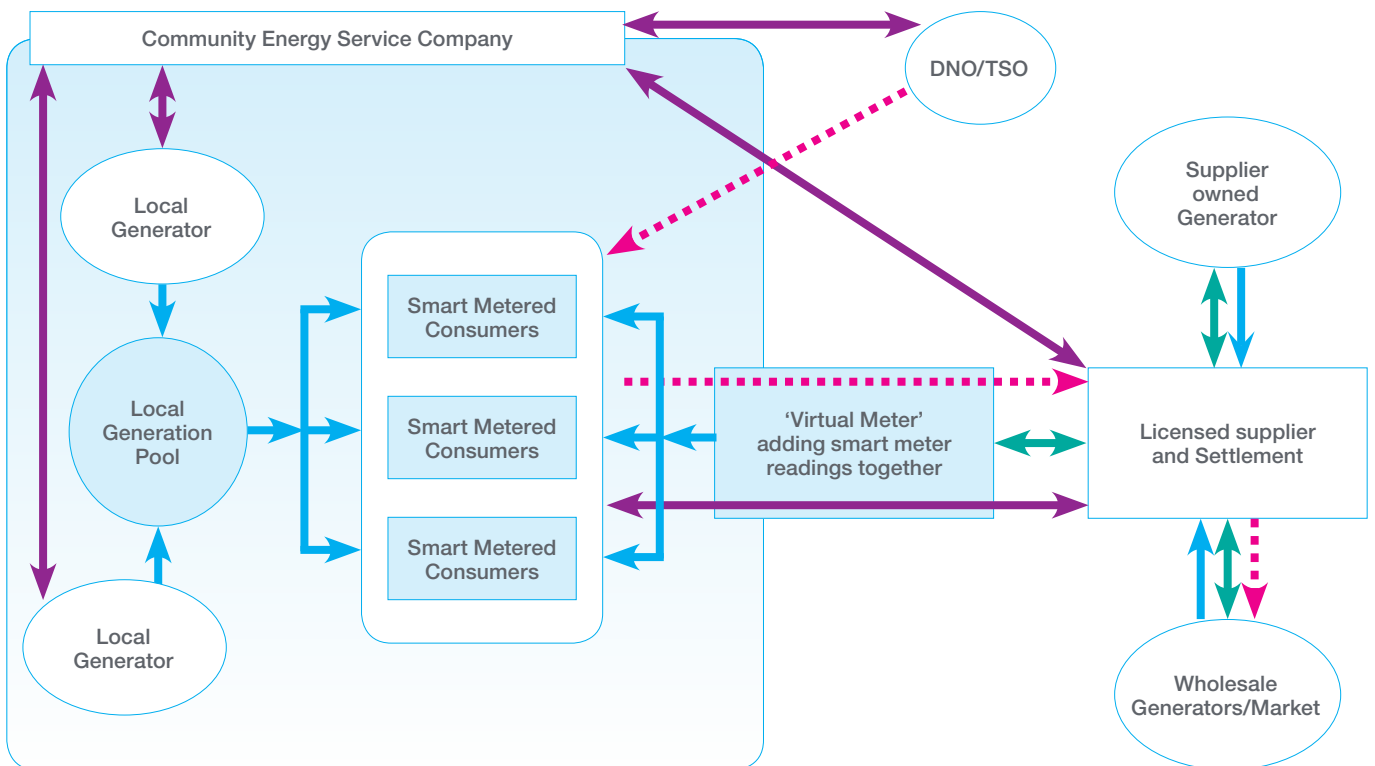 Community Energy Service Company
DNO/TSO
Local
Generator
Supplier
owned
Generator
Smart Metered
Consumers
Local
Generation
Pool
Smart Metered
Consumers
‘Virtual Meter’
adding smart meter
readings together
Licensed supplier
and Settlement
Smart Metered
Consumers
Local
Generator
Wholesale
Generators/Market